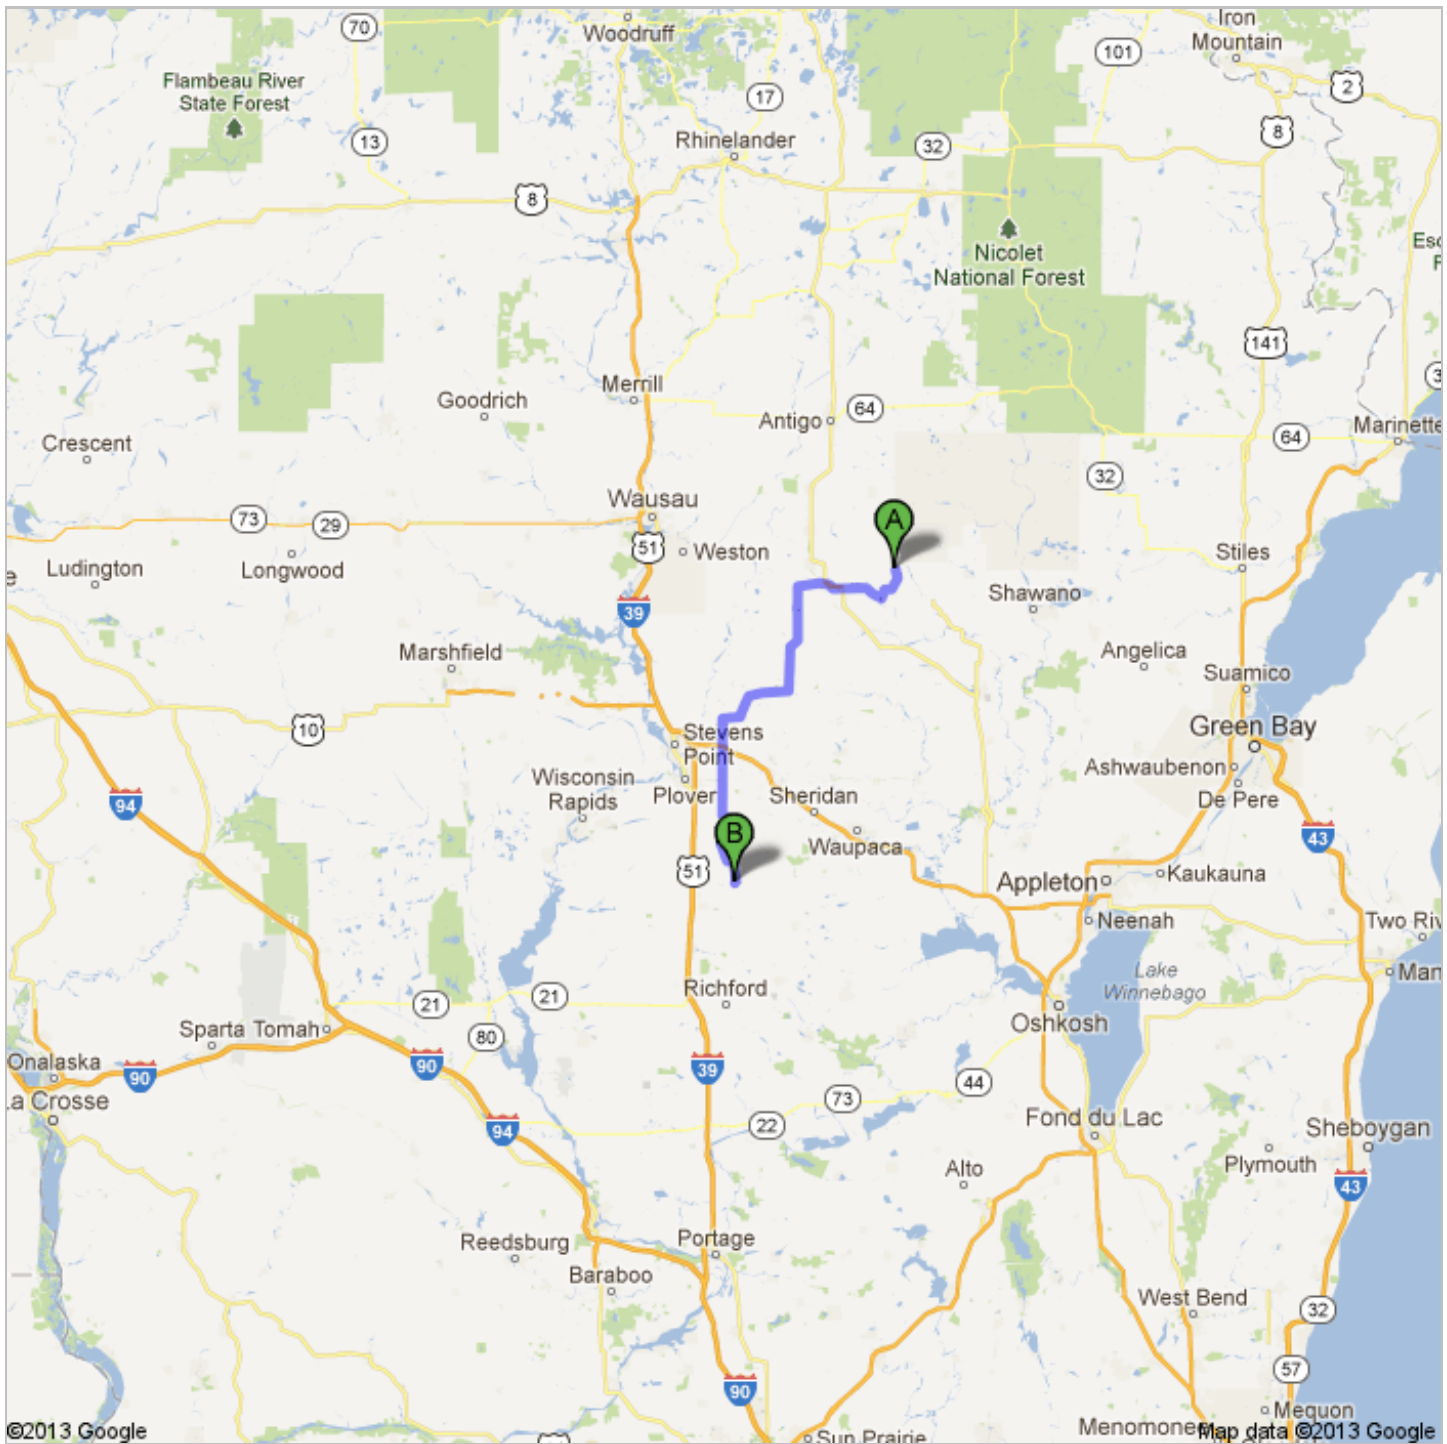 Iron
Mountain
70
Woodruff
101
Flambeau River
State Forest
2
17
8
13
Rhinelander
32
8
Nicolet
National Forest
141
Merrill
Goodrich
Antigo
64
Marinette
Crescent
64
32
Wausau
A
73
29
51
Weston
Stiles
Ludington
Longwood
39
Shawano
Marshfield
Angelica
Suamico
10
Stevens
Point
Green Bay
Wisconsin
Rapids
Ashwaubenon
94
Plover
Sheridan
De Pere
B
43
Waupaca
51
Appleton
Kaukauna
Neenah
Two Riv
Lake
Winnebago
Man
Richford
21
21
Oshkosh
Sparta
Tomah
80
Onalaska
90
90
39
44
La Crosse
73
94
22
Fond du Lac
Sheboygan
Alto
Plymouth
43
Reedsburg
Portage
Baraboo
West Bend
32
57
90
Mequon
©2013 Google
Menomone
Map data ©2013 Google
Sun Prairie